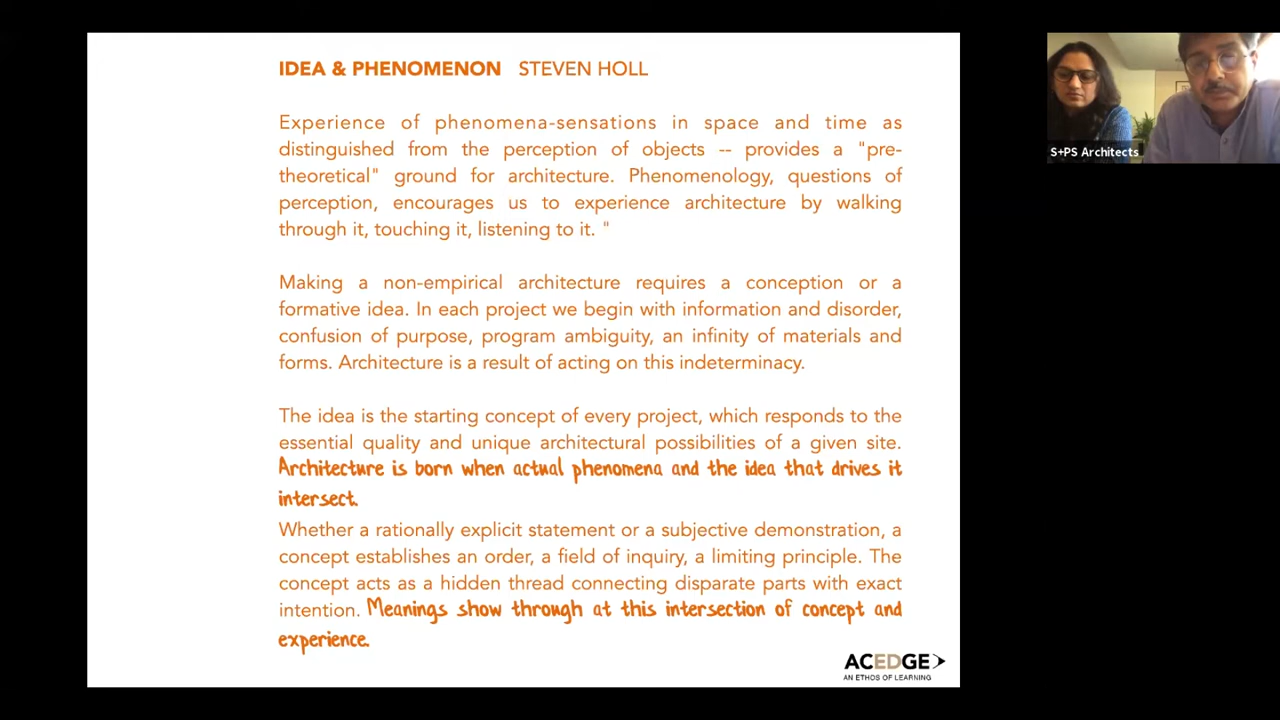 IDEA & PHENOMENON STEVEN HOLL
Experience of phenomena-sensations in space and time as
distinguished from the perception of objects -- provides a "pre-
theoretical" ground for architecture. Phenomenology, questions of
perception, encourages us to experience architecture by walking
through it, touching it, listening to it. "
Making a non-empirical architecture requires a conception or a
formative idea. In each project we begin with information and disorder,
confusion of purpose, program ambiguity, an infinity of materials and
forms. Architecture is a result of acting on this indeterminacy.
The idea is the starting concept of every project, which responds to the
essential quality and unique architectural possibilities of a given site.
Architecture is born when actual phenomena and the idea that drives it
intersect.
Whether a rationally explicit statement or a subjective demonstration, a
concept establishes an order, a field of inquiry, a limiting principle. The
concept acts as a hidden thread connecting disparate parts with exact
intention. Meanings show through at this intersection of concept and
experience.
ACEDGE
AN ETHOS OF LEARNING
S+PS Architects